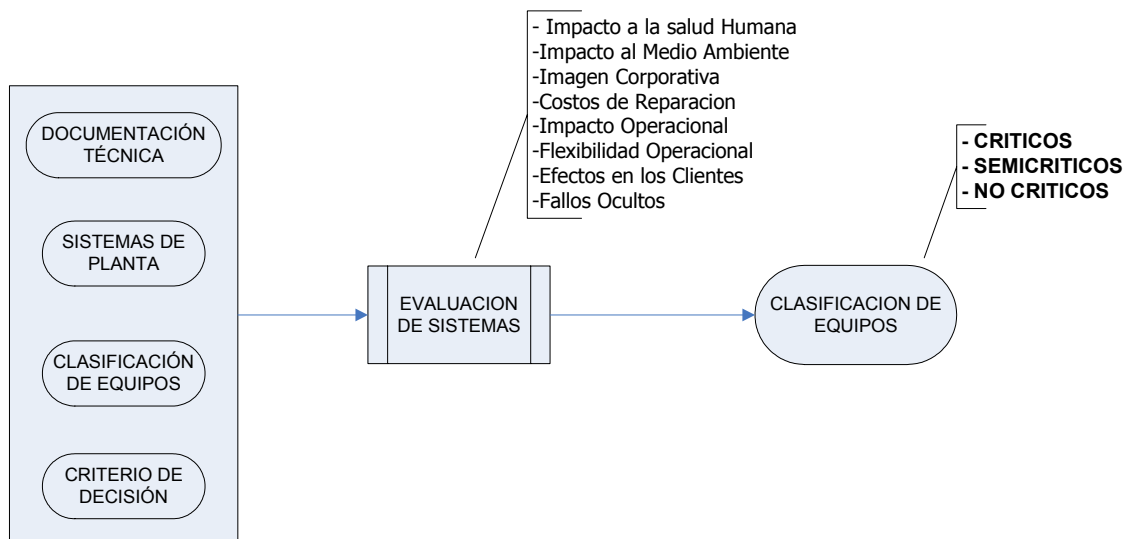 - Impacto a la salud Humana
-Impacto al Medio Ambiente
-Imagen Corporativa
-Costos de Reparacion
-Impacto Operacional
-Flexibilidad Operacional
-Efectos en los Clientes
-Fallos Ocultos
DOCUMENTACIÓN
TÉCNICA
SISTEMAS DE
PLANTA
CLASIFICACIÓN
DE EQUIPOS
CRITERIO DE
DECISIÓN
EVALUACION
DE SISTEMAS
- CRITICOS
- SEMICRITICOS
- NO CRITICOS
CLASIFICACION DE
EQUIPOS